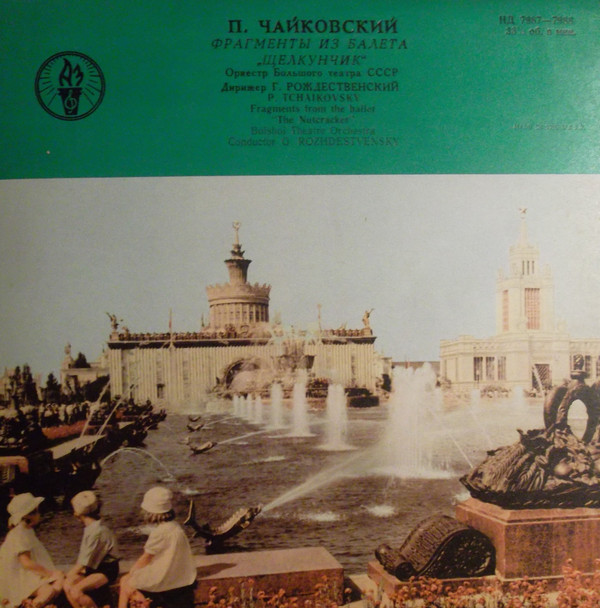 П. ЧАЙКОВСКИЙ
ФРАГМЕНТЫ ИЗ БАЛЕТА
„ЩЕЛКУНЧИК“
Оркестр Большого театра СССР
Дирижер Г. РОЖДЕСТВЕНСКИЙ
P. TCHAIKOVSKY
Fragments from the ballet
"The Nutcracker"
Bolshoi Theatre Orchestra
Conductor G. ROZHDESTVENSKY
НД